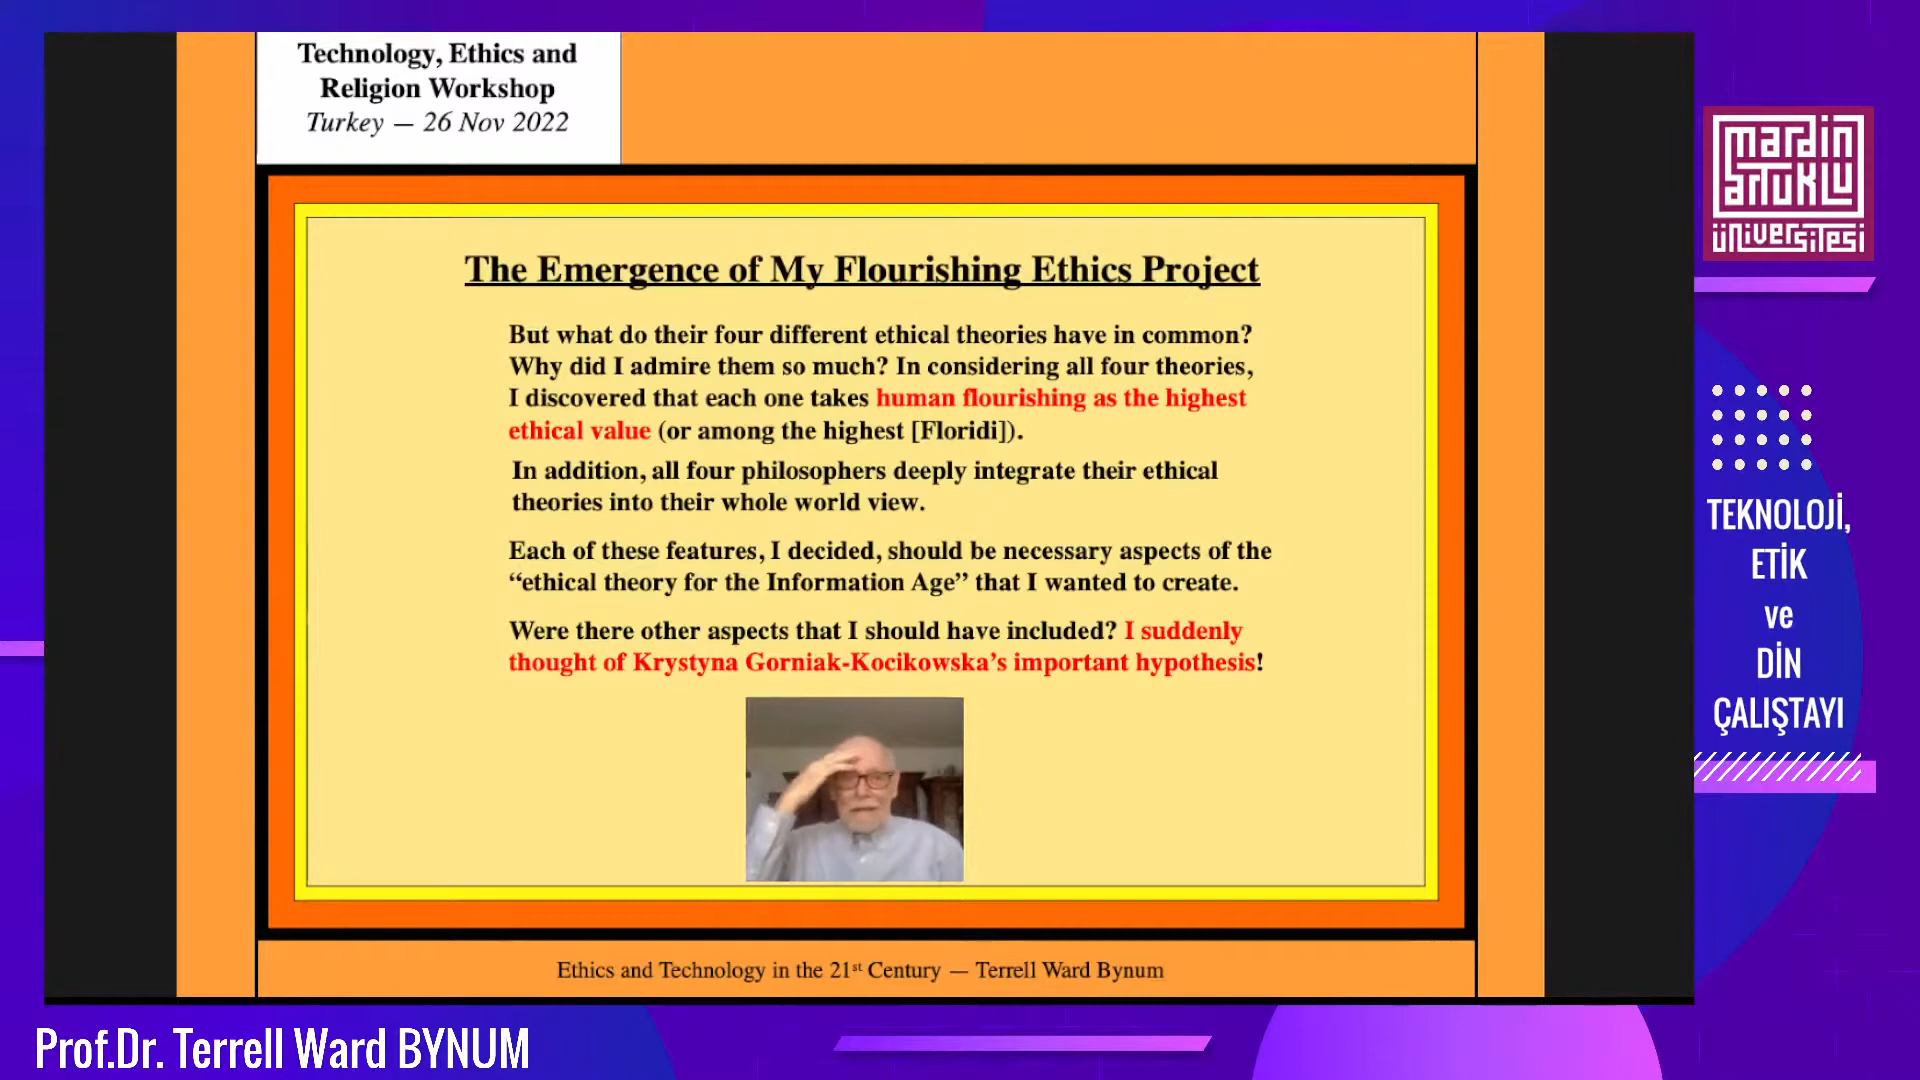 Technology, Ethics and
Religion Workshop
Turkey — 26 Nov 2022
The Emergence of My Flourishing Ethics Project
But what do their four different ethical theories have in common?
Why did I admire them so much? In considering all four theories,
I discovered that each one takes human flourishing as the highest
ethical value (or among the highest [Floridi]).
In addition, all four philosophers deeply integrate their ethical
theories into their whole world view.
Each of these features, I decided, should be necessary aspects of the
“ethical theory for the Information Age” that I wanted to create.
Were there other aspects that I should have included? I suddenly
thought of Krystyna Gorniak-Kocikowska’s important hypothesis!
Ethics and Technology in the 21st Century — Terrell Ward Bynum
mardin
artuklu
üniversitesi
TEKNOLOJİ,
ETİK
ve
DİN
ÇALIŞTAYI
Prof.Dr. Terrell Ward BYNUM